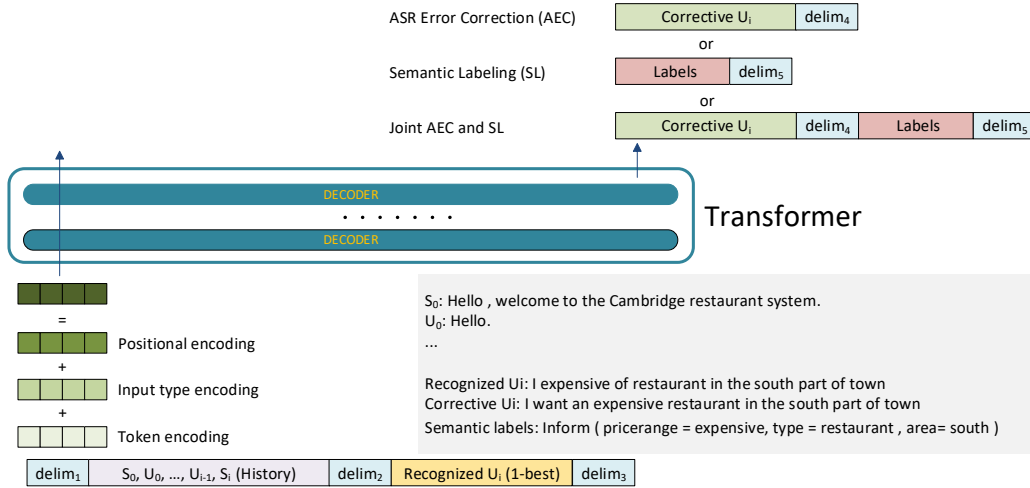 ASR Error Correction (AEC)
Corrective Uᵢ
delim₄
or
Semantic Labeling (SL)
Labels
delim₅
or
Joint AEC and SL
Corrective Uᵢ
delim₄
Labels
delim₅
DECODER
. . . . . . .
DECODER
Transformer
=
Positional encoding
+
Input type encoding
+
Token encoding
S₀: Hello , welcome to the Cambridge restaurant system.
U₀: Hello.
...
Recognized Ui: I expensive of restaurant in the south part of town
Corrective Ui: I want an expensive restaurant in the south part of town
Semantic labels: Inform ( pricerange = expensive, type = restaurant , area= south )
delim₁
S₀, U₀, ..., Uᵢ₋₁, Sᵢ (History)
delim₂
Recognized Uᵢ (1-best)
delim₃